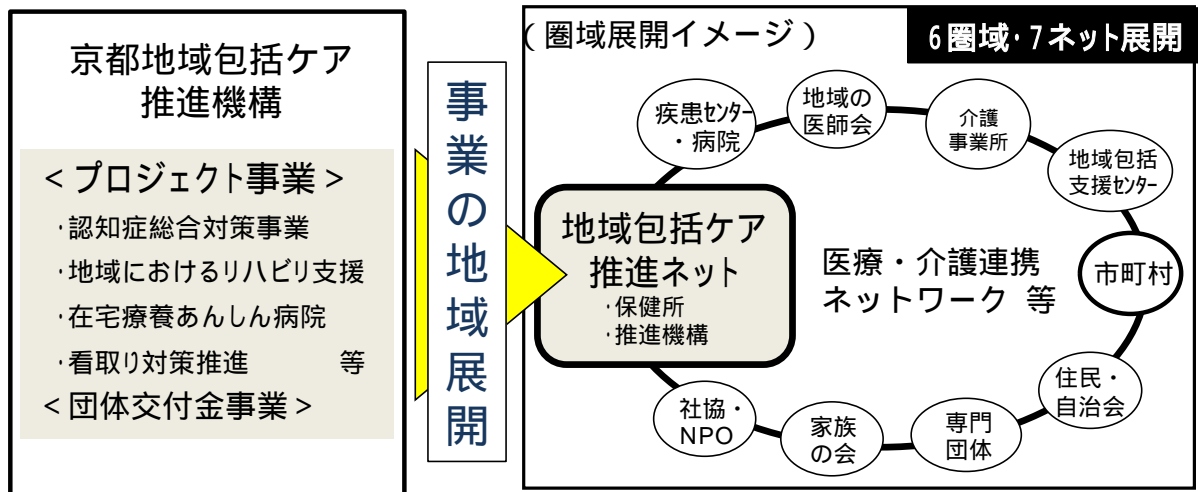 京都地域包括ケア
推進機構
<プロジェクト事業>
・認知症総合対策事業
・地域におけるリハビリ支援
・在宅療養あんしん病院
・看取り対策推進　　　等
<団体交付金事業>
事業の地域展開
(圏域展開イメージ)
6圏域・7ネット展開
疾患センター
・病院
地域の
医師会
介護
事業所
地域包括
支援センター
地域包括ケア
推進ネット
・保健所
・推進機構
医療・介護連携
ネットワーク 等
市町村
社協・
NPO
家族
の会
専門
団体
住民・
自治会